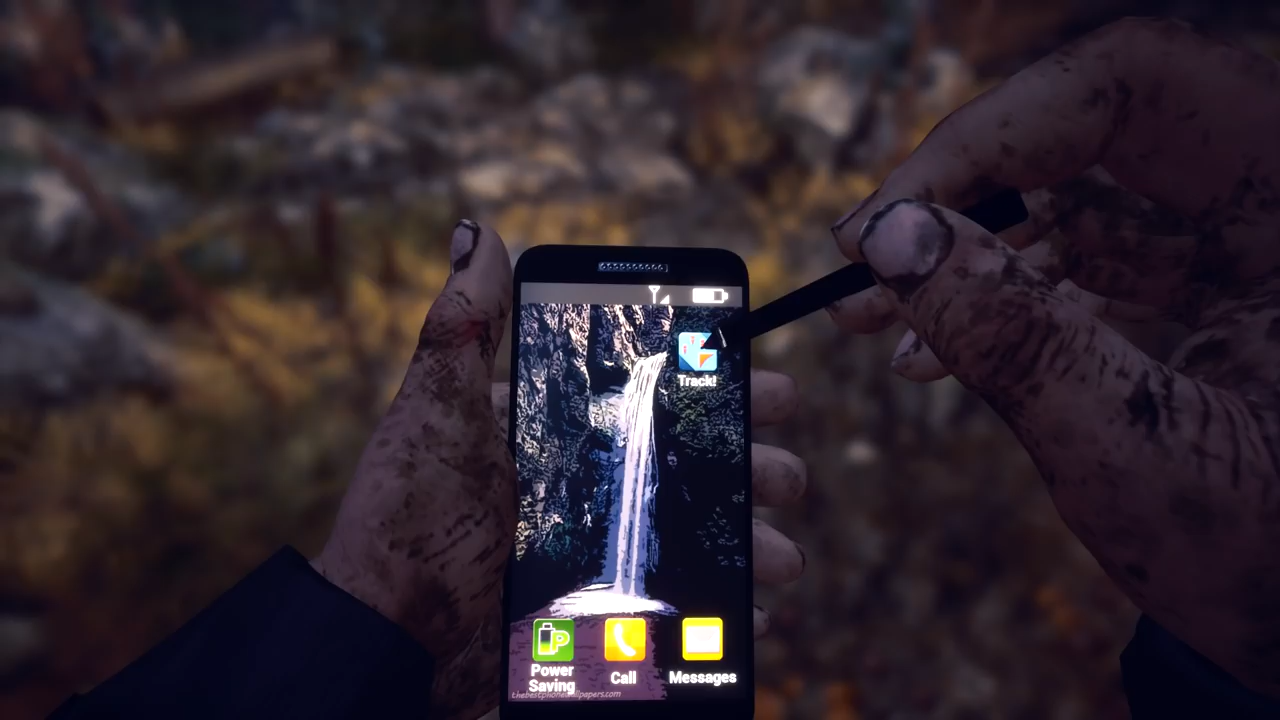 Track!
Power
Saving
Call
Messages
thebestphonewallpapers.com